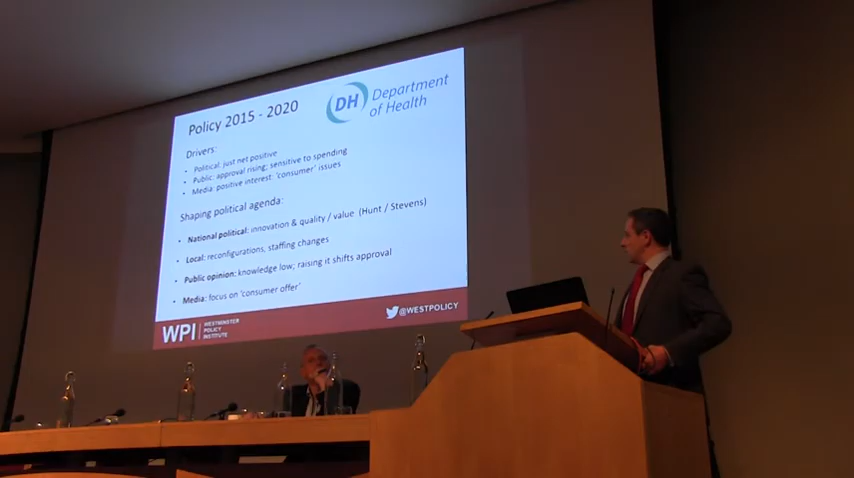 Policy 2015 - 2020
DH Department
of Health
Drivers:
• Political: just net positive
• Public: approval rising; sensitive to spending
• Media: positive interest: 'consumer' issues
Shaping political agenda:
• National political: innovation & quality / value (Hunt / Stevens)
• Local: reconfigurations, staffing changes
• Public opinion: knowledge low; raising it shifts approval
• Media: focus on 'consumer offer'
WPI
WESTMINSTER
POLICY
INSTITUTE
@WESTPOLICY